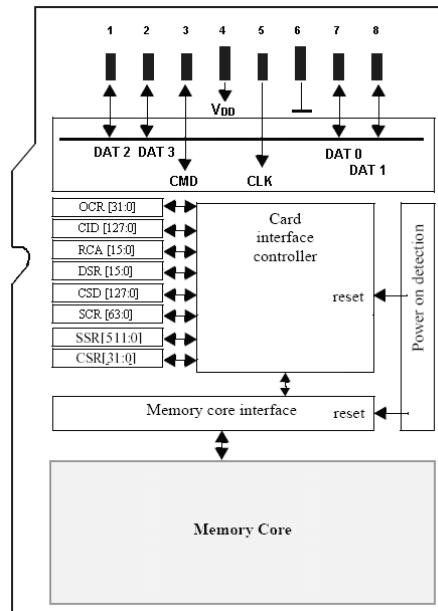 1 2 3 4 5 6 7 8
VDD
DAT 2 DAT 3 DAT 0
DAT 1
CMD CLK
OCR [31:0]
CID [127:0]
RCA [15:0]
DSR [15:0]
CSD [127:0]
SCR [63:0]
SSR[511:0]
CSR[31:0]
Card
interface
controller
reset
Power on detection
Memory core interface
reset
Memory Core